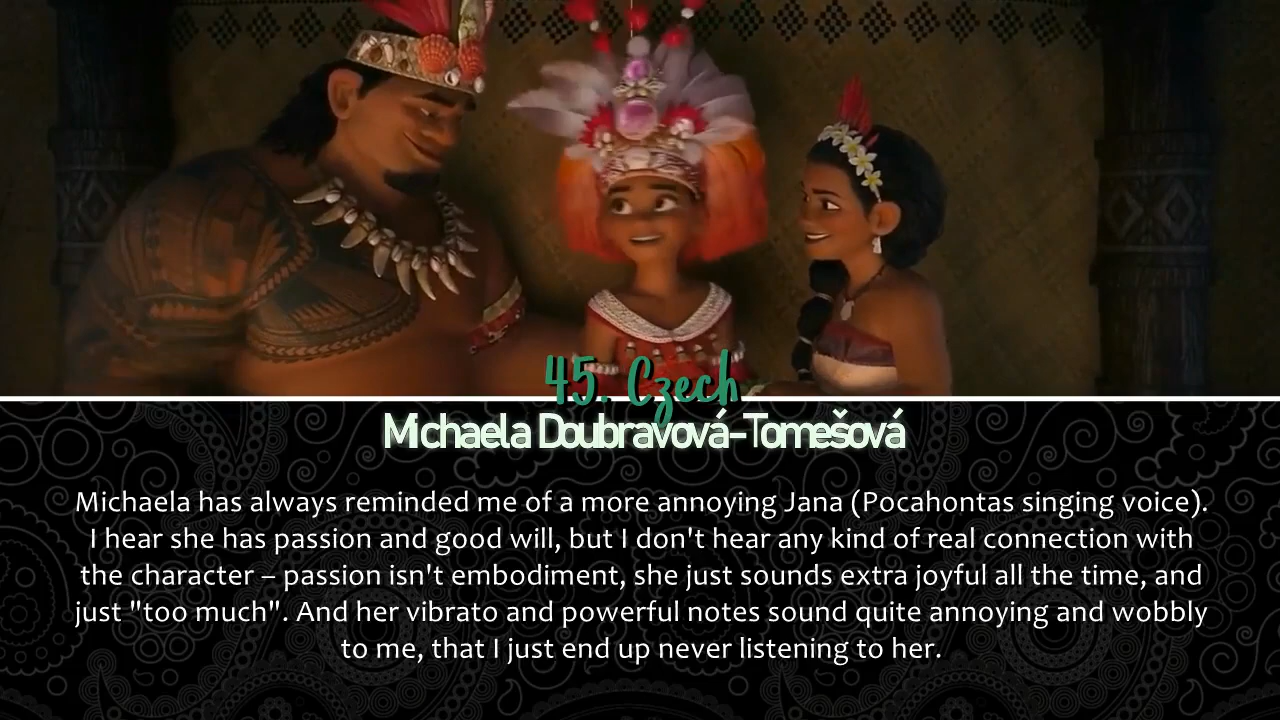 45. Czech
Michaela Doubravová-Tomešová
Michaela has always reminded me of a more annoying Jana (Pocahontas singing voice).
I hear she has passion and good will, but I don't hear any kind of real connection with
the character – passion isn't embodiment, she just sounds extra joyful all the time, and
just "too much". And her vibrato and powerful notes sound quite annoying and wobbly
to me, that I just end up never listening to her.